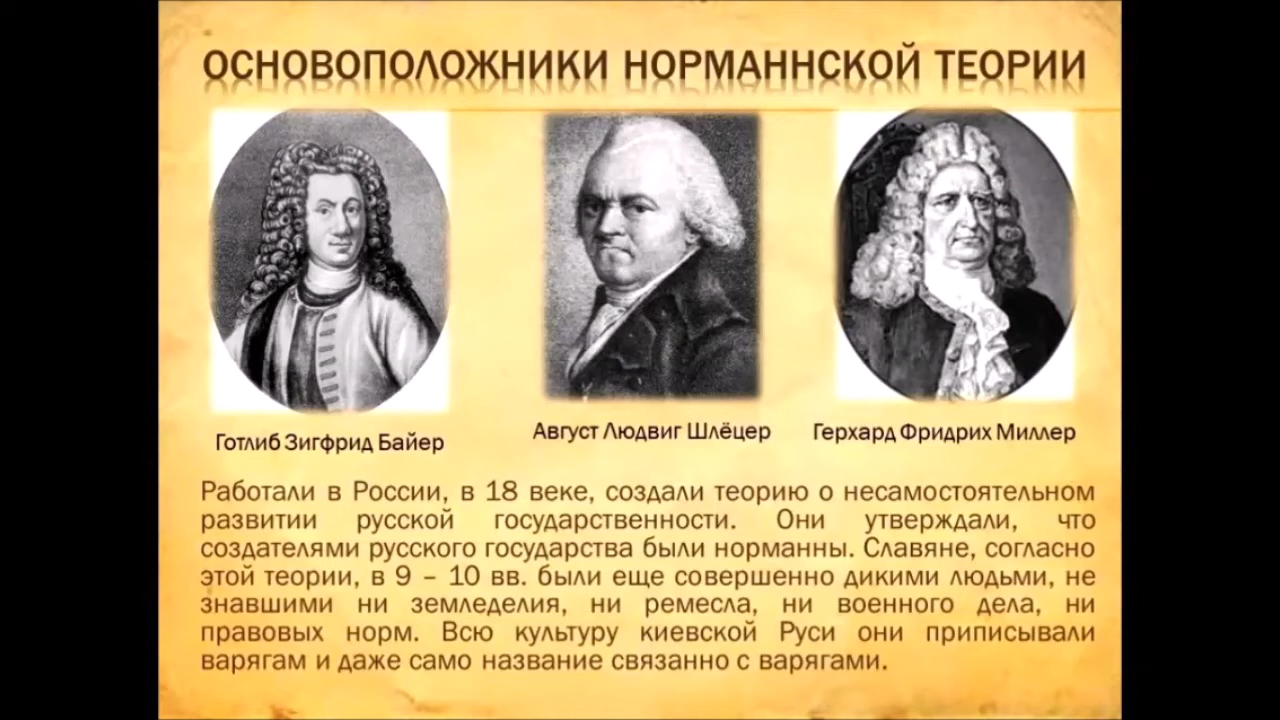 ОСНОВОПОЛОЖНИКИ НОРМАННСКОЙ ТЕОРИИ
Готлиб Зигфрид Байер
Август Людвиг Шлёцер
Герхард Фридрих Миллер
Работали в России, в 18 веке, создали теорию о несамостоятельном
развитии русской государственности. Они утверждали, что
создателями русского государства были норманны. Славяне, согласно
этой теории, в 9 – 10 вв. были еще совершенно дикими людьми, не
знавшими ни земледелия, ни ремесла, ни военного дела, ни
правовых норм. Всю культуру киевской Руси они приписывали
варягам и даже само название связанно с варягами.